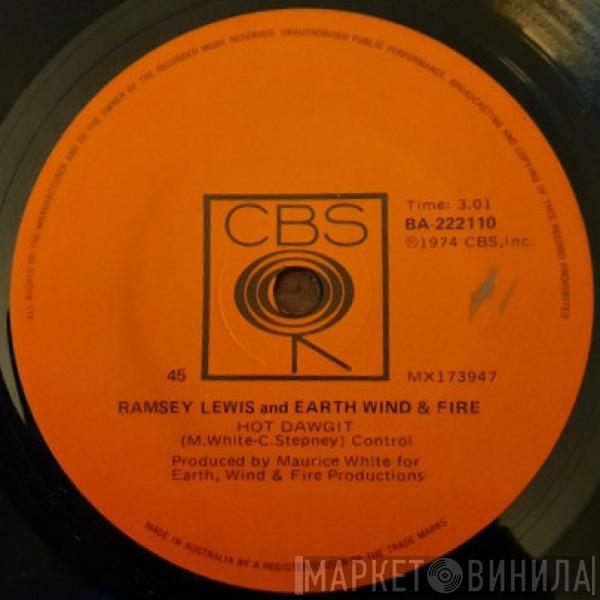 ALL RIGHTS OF THE MANUFACTURER AND OF THE OWNER OF THE RECORDED WORK RESERVED. UNAUTHORISED PUBLIC PERFORMANCE, BROADCASTING AND COPYING OF THIS RECORD PROHIBITED
CBS
Time: 3.01
BA-222110
℗1974 CBS, Inc.
45
MX173947
RAMSEY LEWIS and EARTH WIND & FIRE
HOT DAWGIT
(M.White-C.Stepney) Control
Produced by Maurice White for
Earth, Wind & Fire Productions
MADE IN AUSTRALIA BY A REGISTERED USER OF THE TRADE MARKS
МАРКЕТ ВИНИЛА